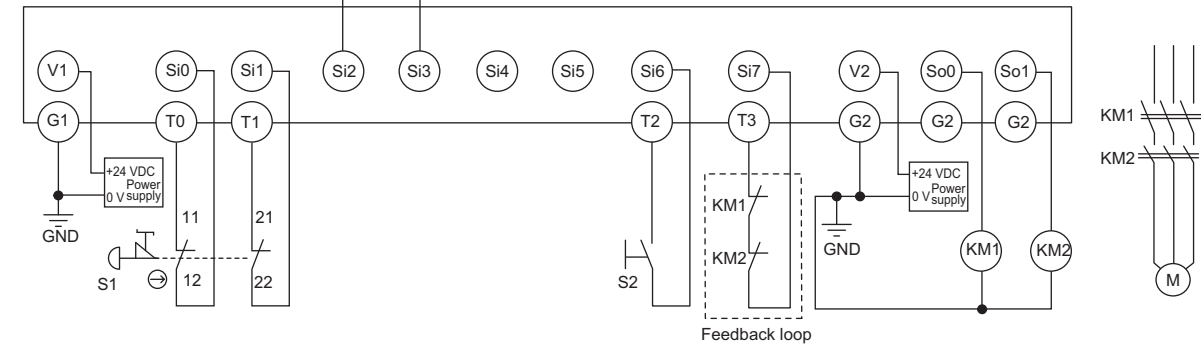 V1 Si0 Si1 Si2 Si3 Si4 Si5 Si6 Si7 V2 So0 So1
G1 T0 T1 T2 T3 G2 G2 G2
KM1
KM2
+24 VDC
Power
0 V supply
+24 VDC
Power
0 V supply
GND
11 21
S1 12 22
S2
KM1
KM2
GND
KM1 KM2
M
Feedback loop